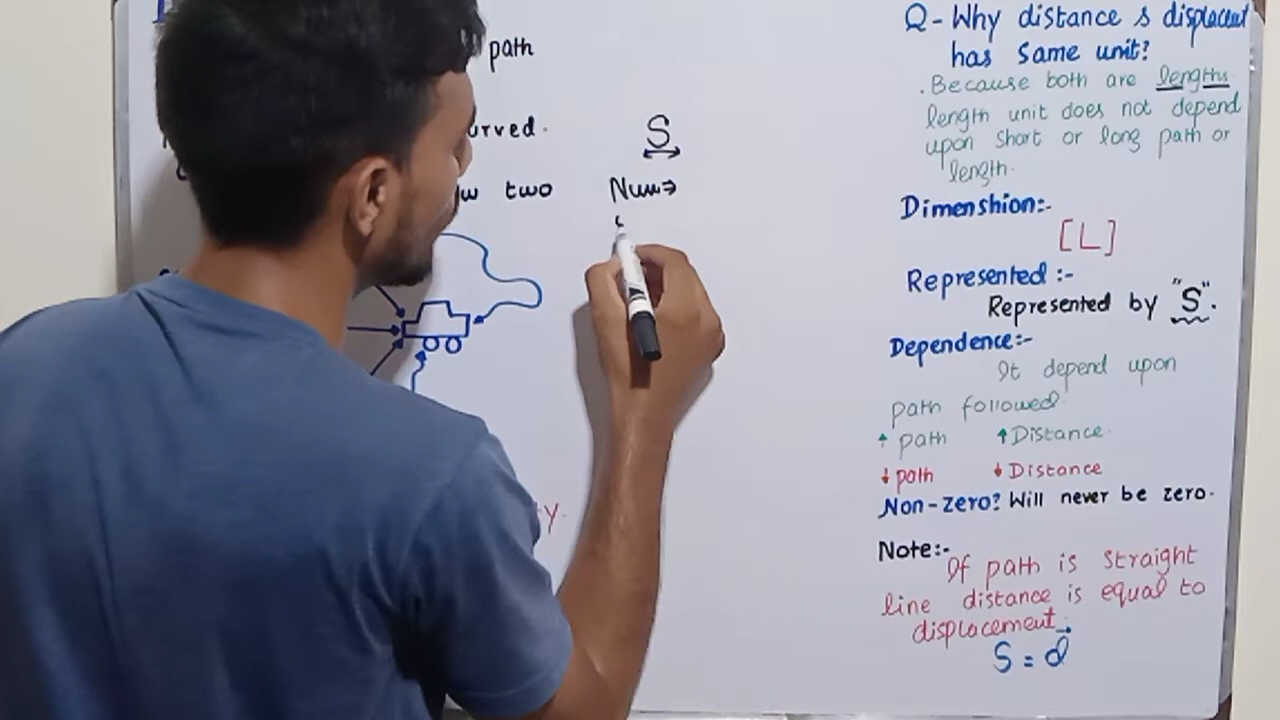 path
urved.
two
S
Num⇒
y.
Q- Why distance & displacent
has same unit?
. Because both are lengths
length unit does not depend
upon short or long path or
length.
Dimenshion:-
[L]
Represented :-
Represented by "S".
Dependence:-
It depend upon
path followed
↑ path ↑ Distance
↓ path ↓ Distance
Non-zero? Will never be zero.
Note:-
If path is straight
line distance is equal to
displacement.
S = d⃗